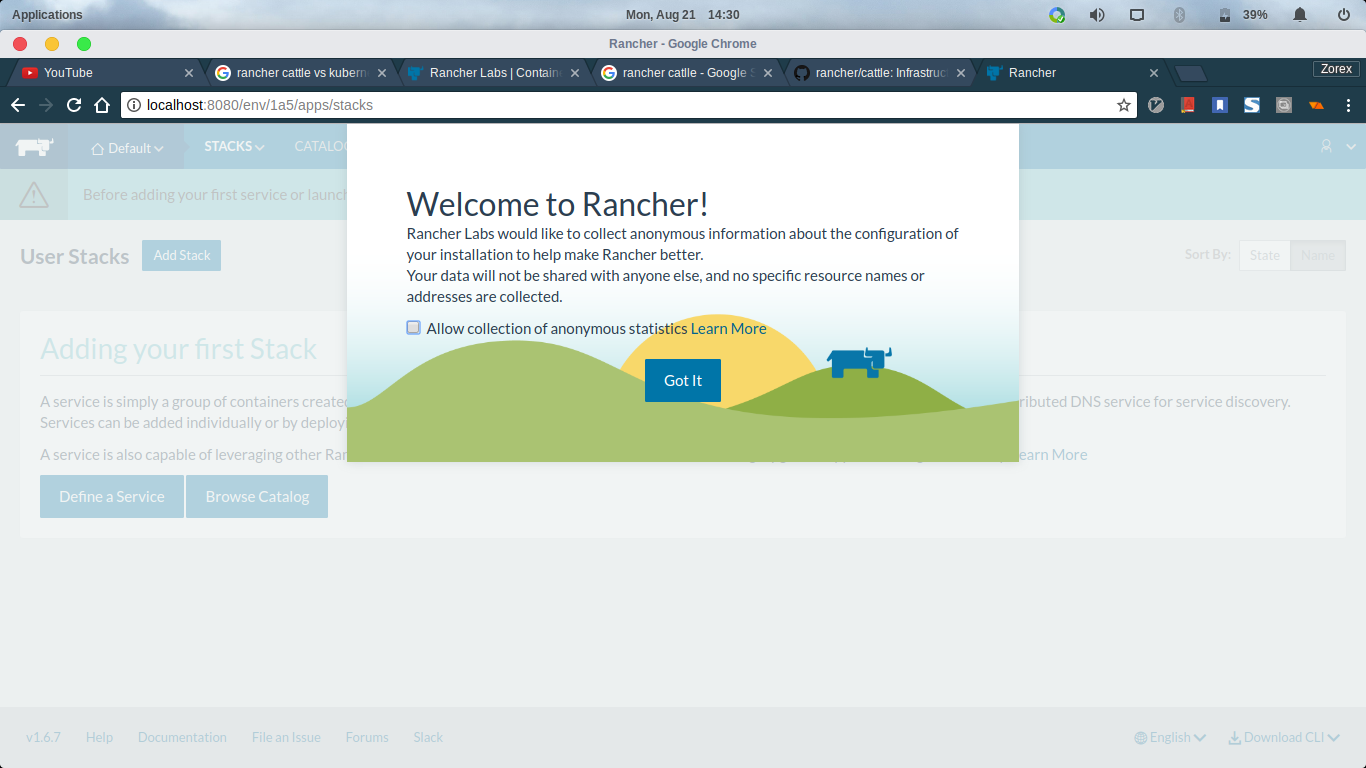 Applications
Mon, Aug 21 14:30
39%
Rancher - Google Chrome
YouTube
rancher cattle vs kubern
Rancher Labs | Contain
rancher catlle - Google S
rancher/cattle: Infrastruc
Rancher
Zorex
localhost:8080/env/1a5/apps/stacks
Default
STACKS
CATALO
Before adding your first service or launch
User Stacks
Add Stack
Sort By:
State
Name
Welcome to Rancher!
Rancher Labs would like to collect anonymous information about the configuration of
your installation to help make Rancher better.
Your data will not be shared with anyone else, and no specific resource names or
addresses are collected.
Allow collection of anonymous statistics Learn More
Got It
Adding your first Stack
A service is simply a group of containers created
ributed DNS service for service discovery.
Services can be added individually or by deployi
A service is also capable of leveraging other Ran
earn More
Define a Service
Browse Catalog
v1.6.7
Help
Documentation
File an Issue
Forums
Slack
English
Download CLI